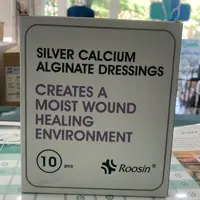 SILVER CALCIUM
ALGINATE DRESSINGS
CREATES A
MOIST WOUND
HEALING
ENVIRONMENT
10 pcs
Roosin®